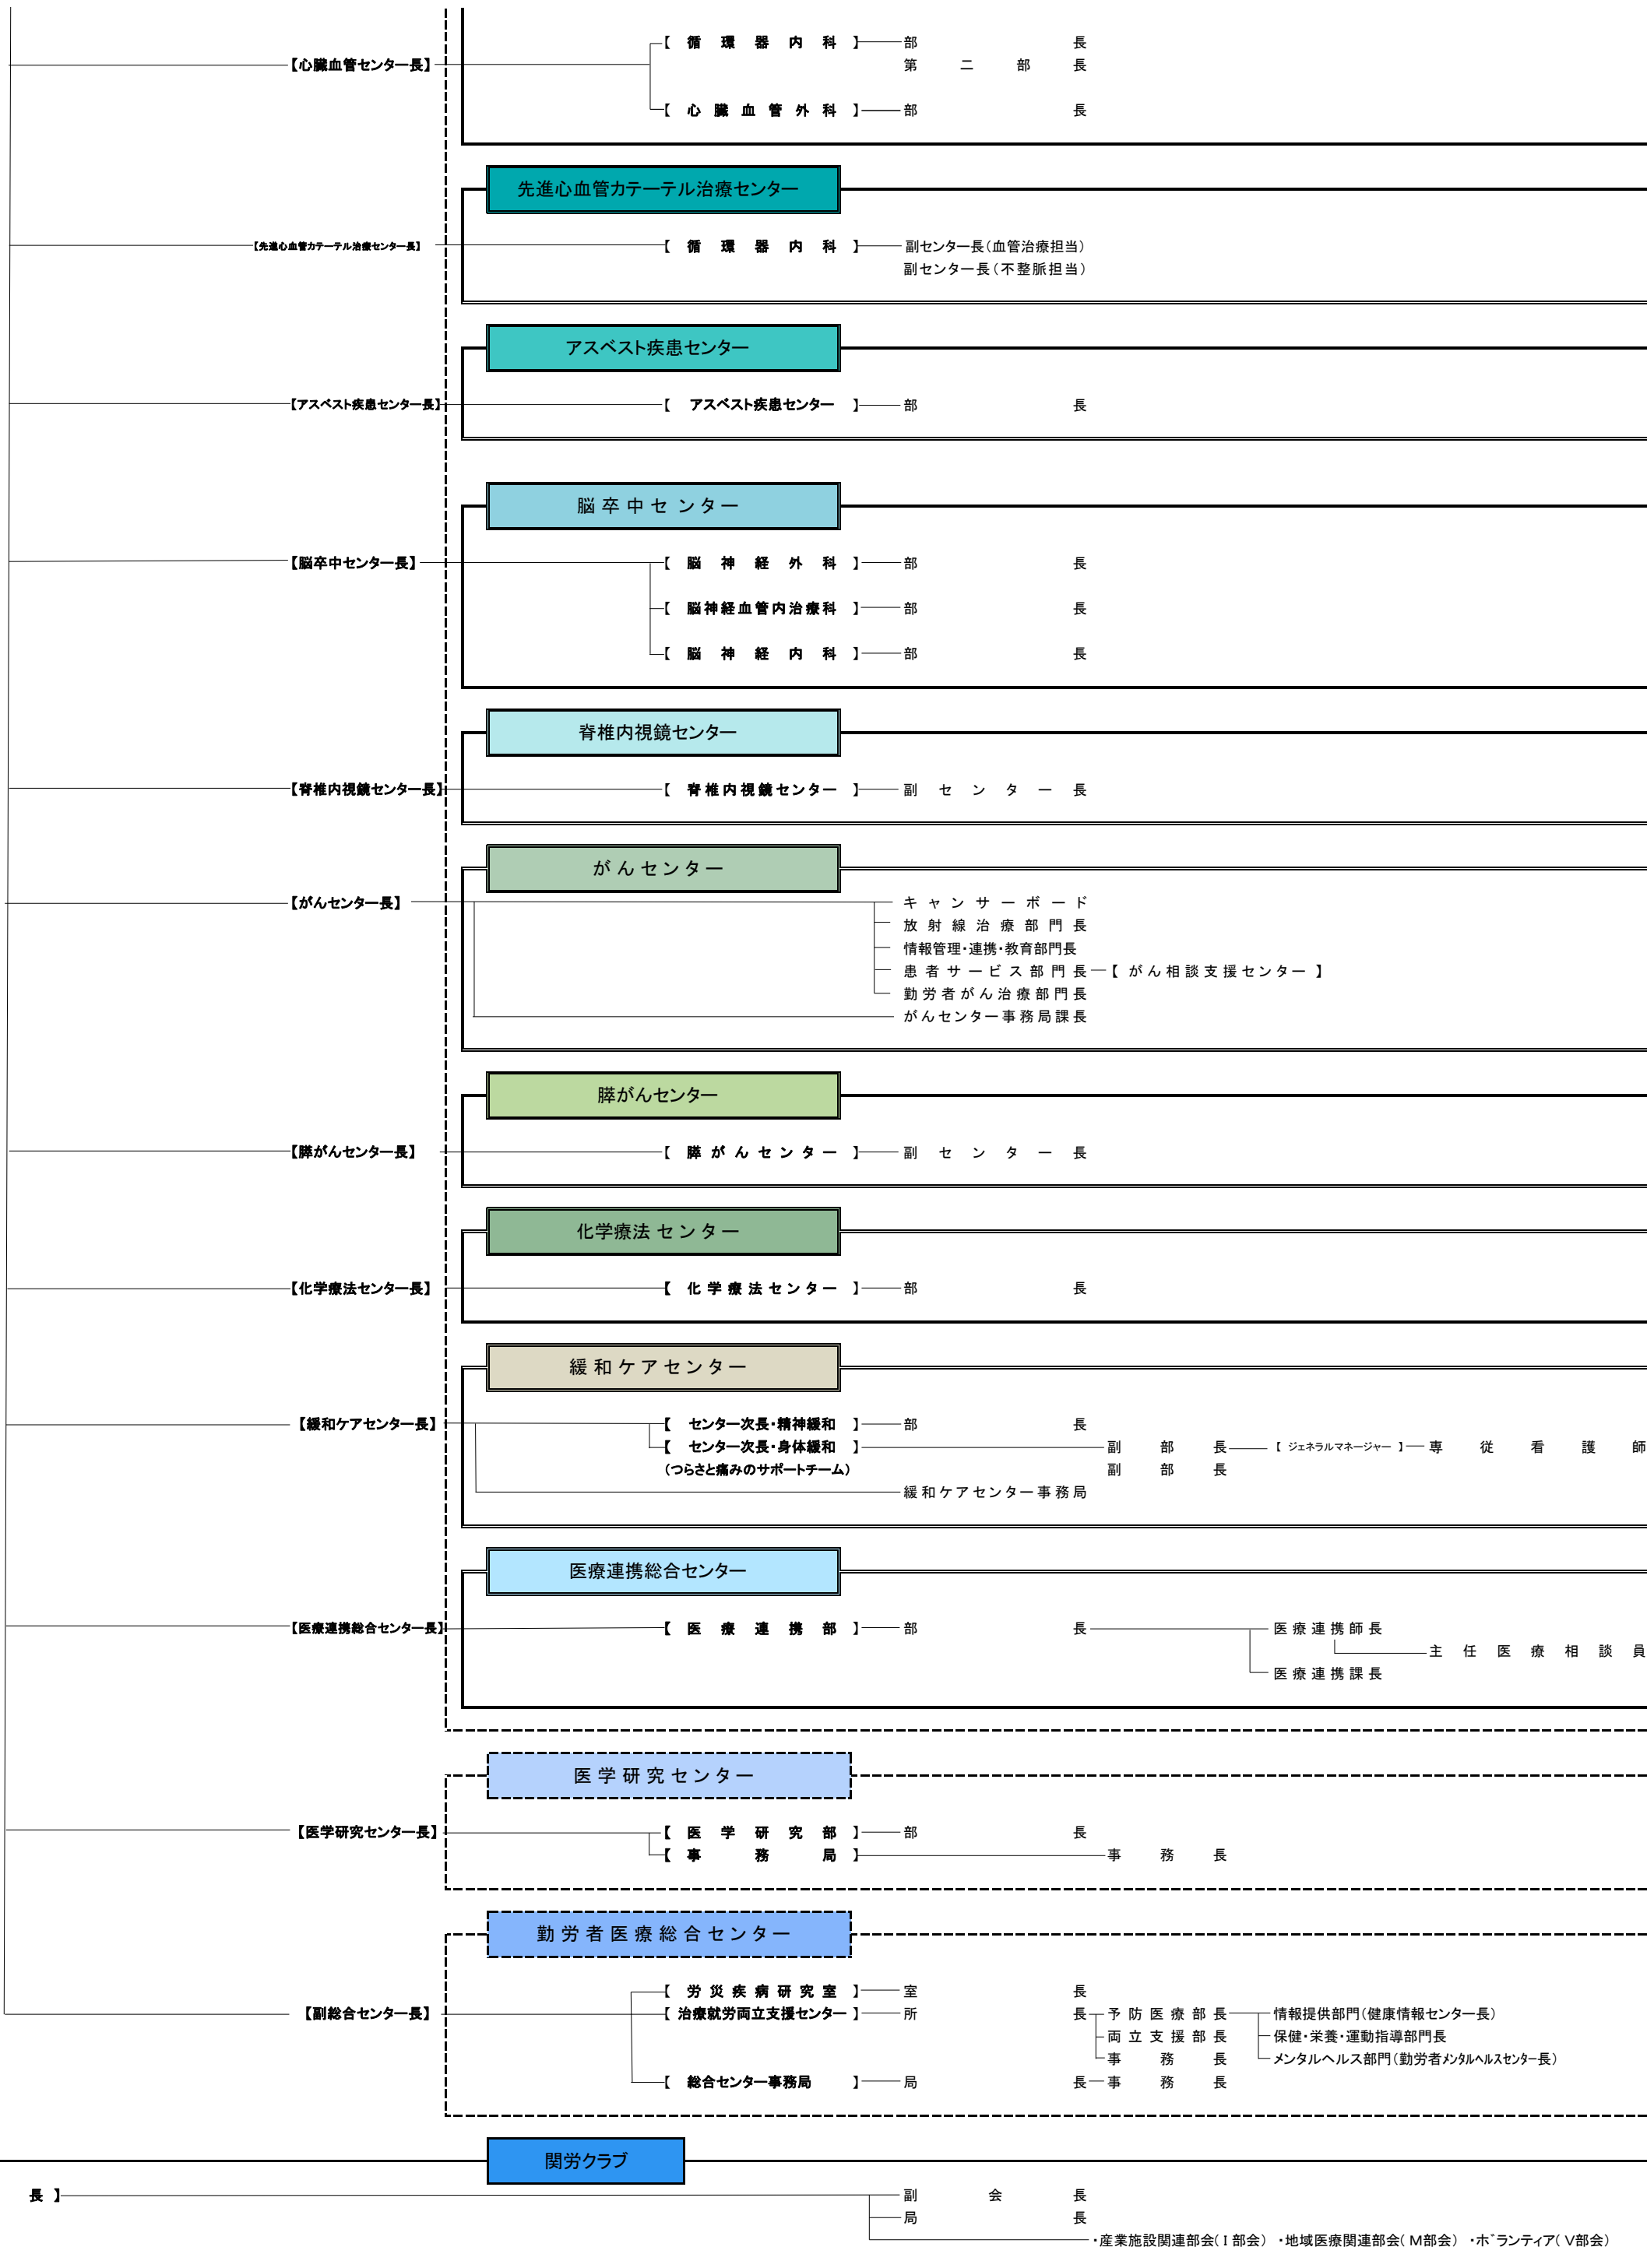 【 循環器内科 】 部長
【心臓血管センター長】 第二部長
【 心臓血管外科 】 部長
先進心血管カテーテル治療センター
【先進心血管カテーテル治療センター長】 【 循環器内科 】 副センター長(血管治療担当)
副センター長(不整脈担当)
アスベスト疾患センター
【アスベスト疾患センター長】 【 アスベスト疾患センター 】 部長
脳卒中センター
【脳卒中センター長】 【 脳神経外科 】 部長
【 脳神経血管内治療科 】 部長
【 脳神経内科 】 部長
脊椎内視鏡センター
【脊椎内視鏡センター長】 【 脊椎内視鏡センター 】 副センター長
がんセンター
【がんセンター長】 キャンサーボード
放射線治療部門長
情報管理・連携・教育部門長
患者サービス部門長 【 がん相談支援センター 】
勤労者がん治療部門長
がんセンター事務局課長
膵がんセンター
【膵がんセンター長】 【 膵がんセンター 】 副センター長
化学療法センター
【化学療法センター長】 【 化学療法センター 】 部長
緩和ケアセンター
【緩和ケアセンター長】 【 センター次長・精神緩和 】 部長
【 センター次長・身体緩和 】 副部長 【 ジェネラルマネージャー 】 専従看護師
(つらさと痛みのサポートチーム) 副部長
緩和ケアセンター事務局
医療連携総合センター
【医療連携総合センター長】 【 医療連携部 】 部長 医療連携師長
主任医療相談員
医療連携課長
医学研究センター
【医学研究センター長】 【 医学研究部 】 部長
【 事務局 】 事務長
勤労者医療総合センター
【 労災疾病研究室 】 室長
【副総合センター長】 【 治療就労両立支援センター 】 所長 予防医療部長 情報提供部門(健康情報センター長)
両立支援部長 保健・栄養・運動指導部門長
事務長 メンタルヘルス部門(勤労者メンタルヘルスセンター長)
【 総合センター事務局 】 局長 事務長
関労クラブ
長 】 副会長
局長
・産業施設関連部会(I部会) ・地域医療関連部会(M部会) ・ボランティア(V部会)